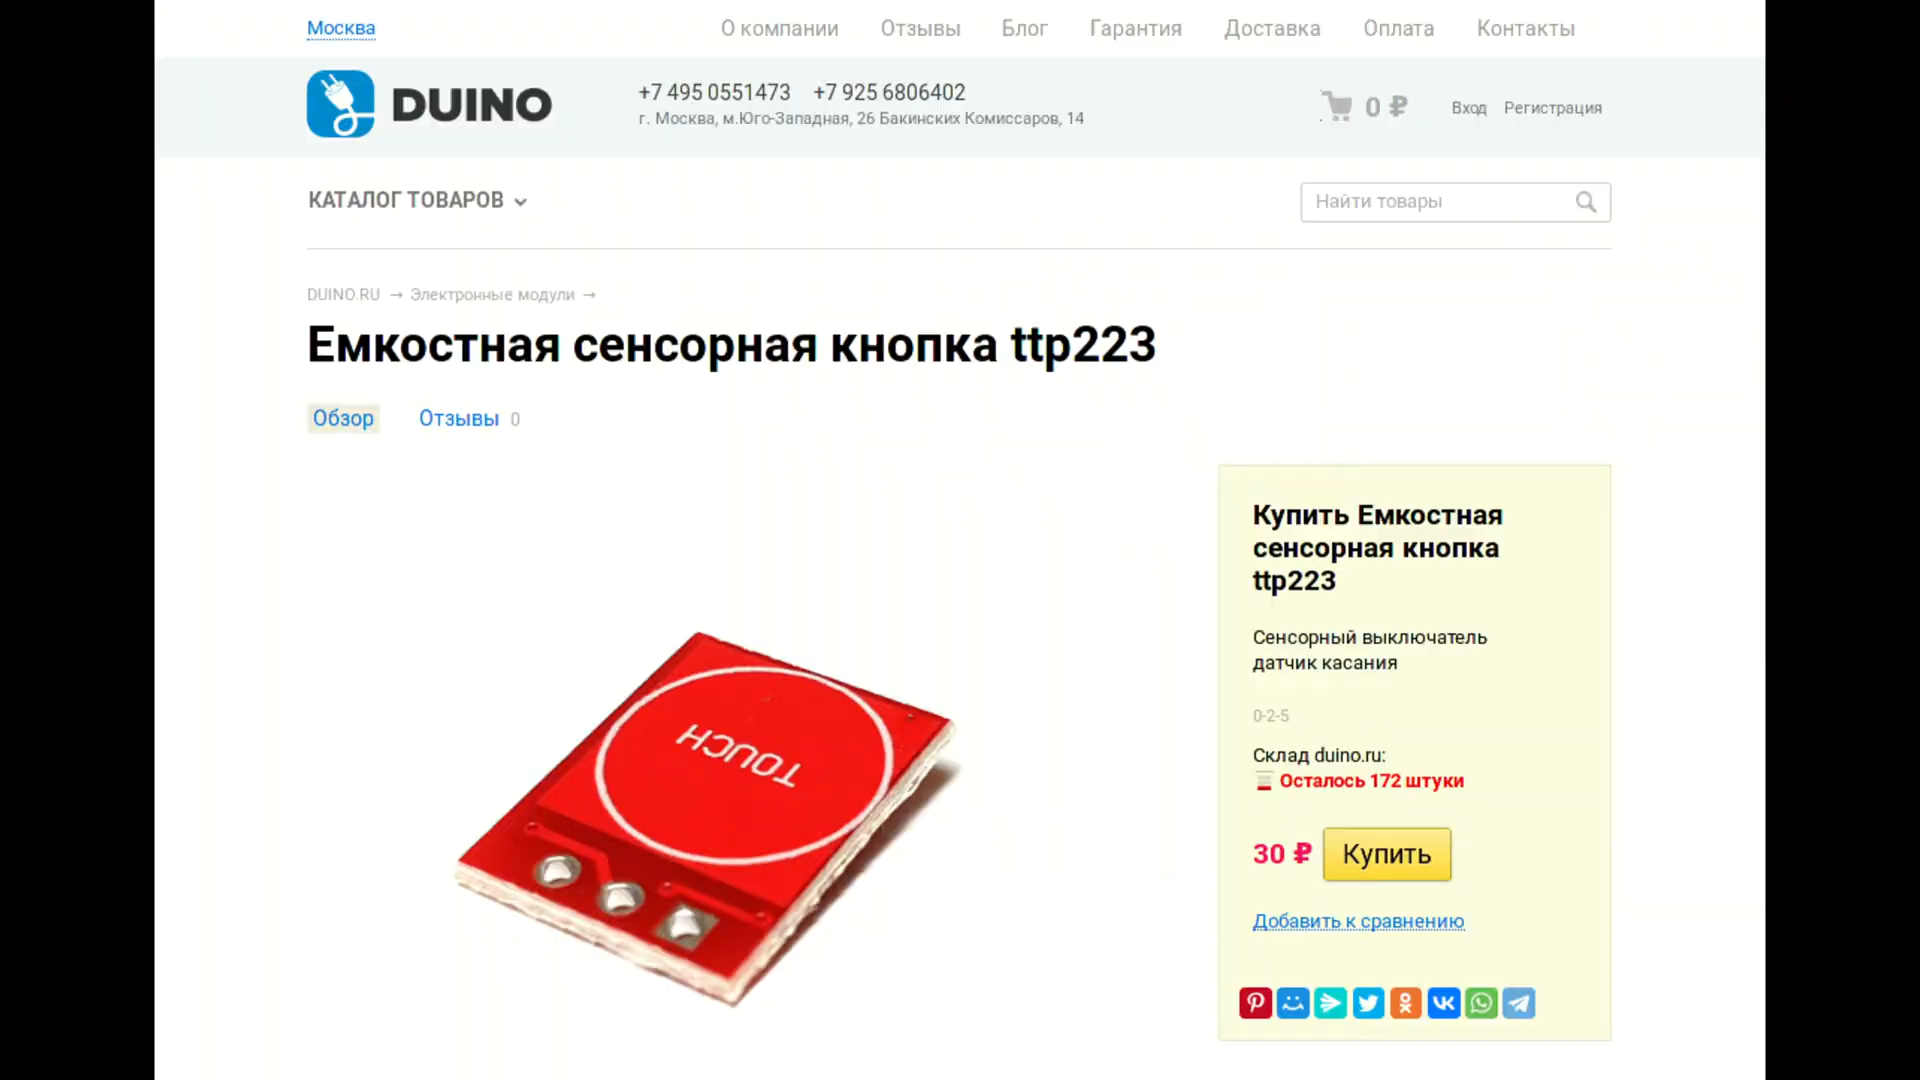 Москва
О компании Отзывы Блог Гарантия Доставка Оплата Контакты
DUINO
+7 495 0551473 +7 925 6806402
г. Москва, м.Юго-Западная, 26 Бакинских Комиссаров, 14
0 ₽
Вход Регистрация
КАТАЛОГ ТОВАРОВ
Найти товары
DUINO.RU → Электронные модули →
Емкостная сенсорная кнопка ttp223
Обзор
Отзывы 0
TOUCH
Купить Емкостная
сенсорная кнопка
ttp223
Сенсорный выключатель
датчик касания
0-2-5
Склад duino.ru:
Осталось 172 штуки
30 ₽
Купить
Добавить к сравнению